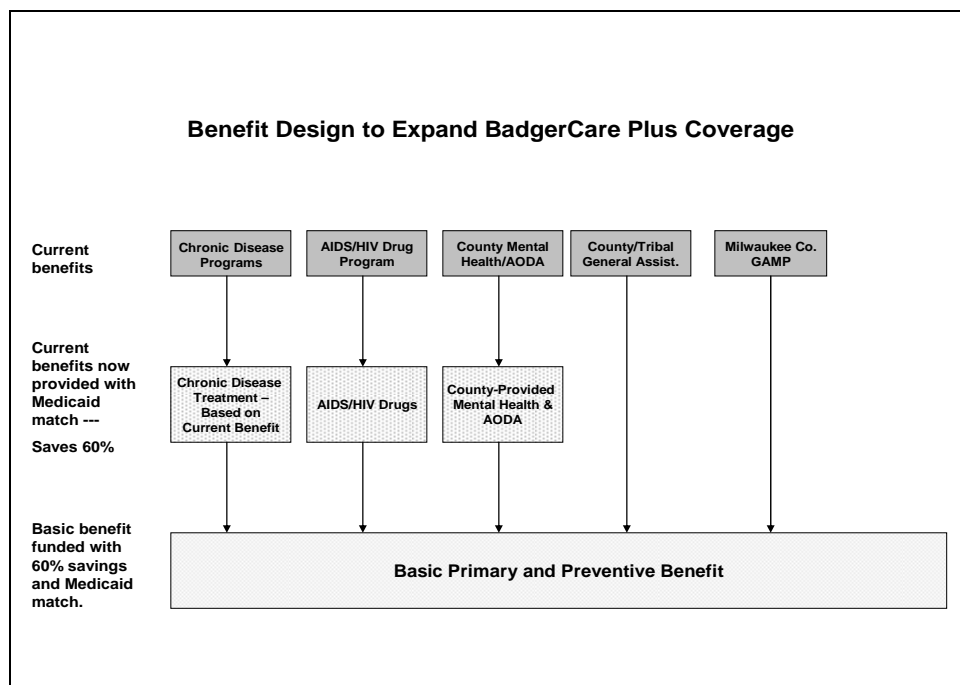 Benefit Design to Expand BadgerCare Plus Coverage
Current
benefits
Chronic Disease
Programs
AIDS/HIV Drug
Program
County Mental
Health/AODA
County/Tribal
General Assist.
Milwaukee Co.
GAMP
Current
benefits now
provided with
Medicaid
match ---
Saves 60%
Chronic Disease
Treatment –
Based on
Current Benefit
AIDS/HIV Drugs
County-Provided
Mental Health &
AODA
Basic benefit
funded with
60% savings
and Medicaid
match.
Basic Primary and Preventive Benefit